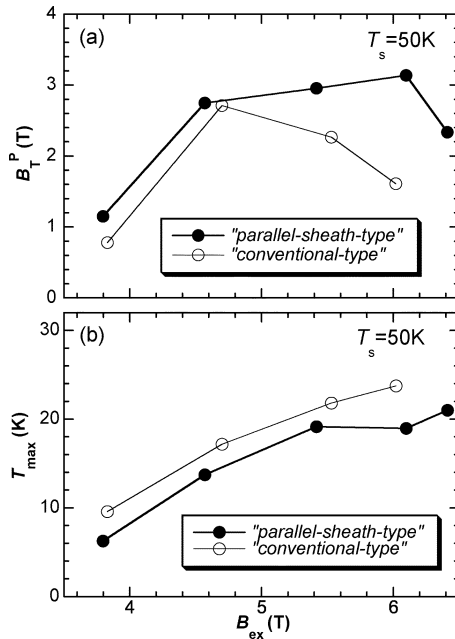 (a)
T_s=50K
4
3
2
1
0
B_T^P (T)
"parallel-sheath-type"
"conventional-type"
(b)
T_s=50K
30
20
10
0
T_max (K)
"parallel-sheath-type"
"conventional-type"
4 5 6
B_ex (T)